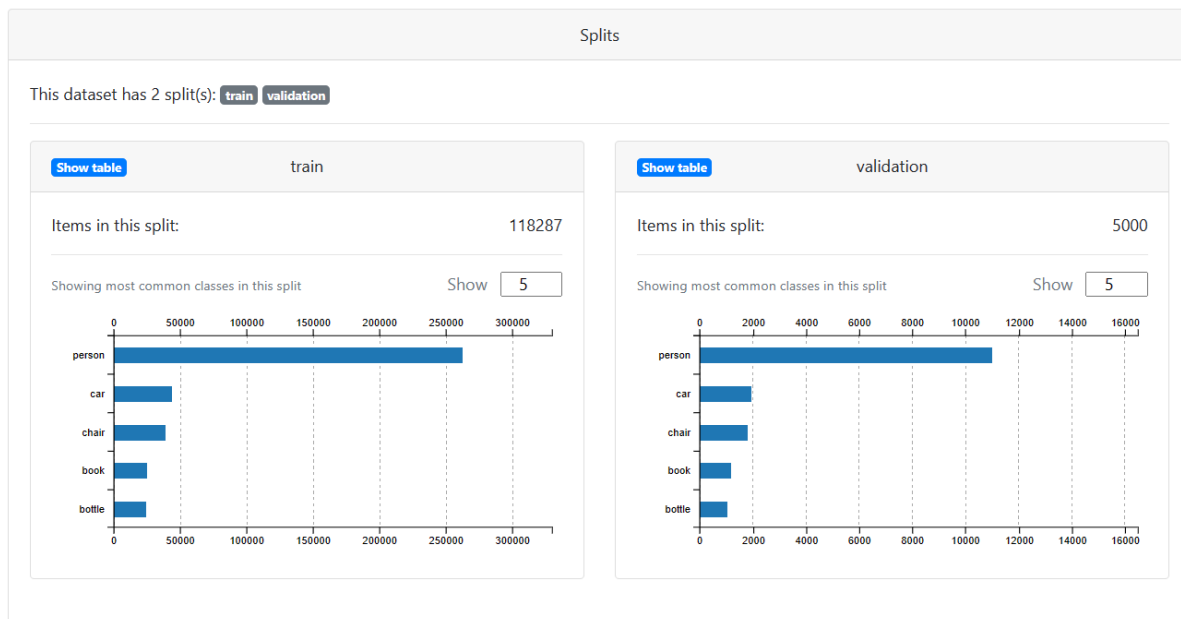 Splits
This dataset has 2 split(s): train validation
Show table train
Items in this split: 118287
Showing most common classes in this split Show 5
0 50000 100000 150000 200000 250000 300000
person
car
chair
book
bottle
0 50000 100000 150000 200000 250000 300000
Show table validation
Items in this split: 5000
Showing most common classes in this split Show 5
0 2000 4000 6000 8000 10000 12000 14000 16000
person
car
chair
book
bottle
0 2000 4000 6000 8000 10000 12000 14000 16000